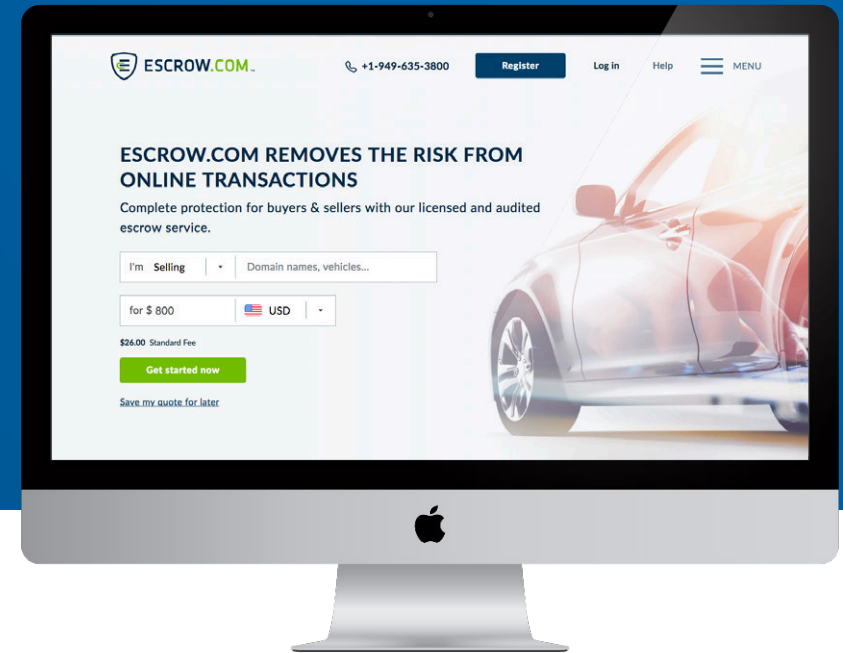 ESCROW.COM
+1-949-635-3800
Register
Log in
Help
MENU
ESCROW.COM REMOVES THE RISK FROM
ONLINE TRANSACTIONS
Complete protection for buyers & sellers with our licensed and audited
escrow service.
I'm Selling
Domain names, vehicles...
for $ 800
USD
$26.00 Standard Fee
Get started now
Save my quote for later